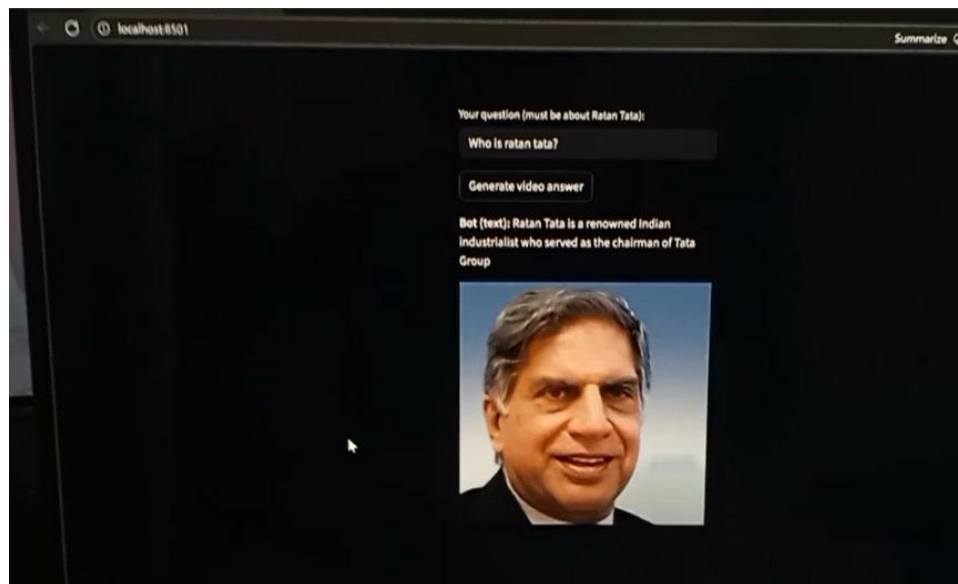 localhost:8501
Summarize
Your question (must be about Ratan Tata):
Who is ratan tata?
Generate video answer
Bot (text): Ratan Tata is a renowned Indian
industrialist who served as the chairman of Tata
Group